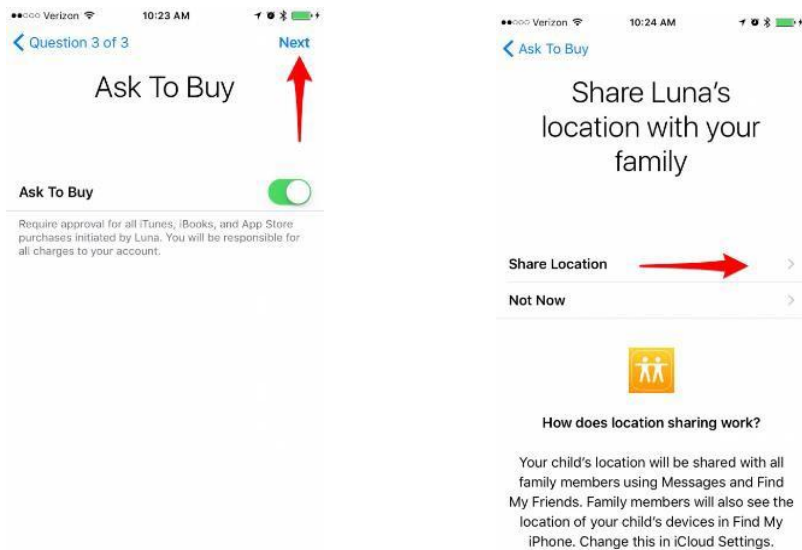 Verizon 10:23 AM
Question 3 of 3 Next
Ask To Buy
Ask To Buy
Require approval for all iTunes, iBooks, and App Store
purchases initiated by Luna. You will be responsible for
all charges to your account.
Verizon 10:24 AM
Ask To Buy
Share Luna's
location with your
family
Share Location
Not Now
How does location sharing work?
Your child's location will be shared with all
family members using Messages and Find
My Friends. Family members will also see the
location of your child's devices in Find My
iPhone. Change this in iCloud Settings.